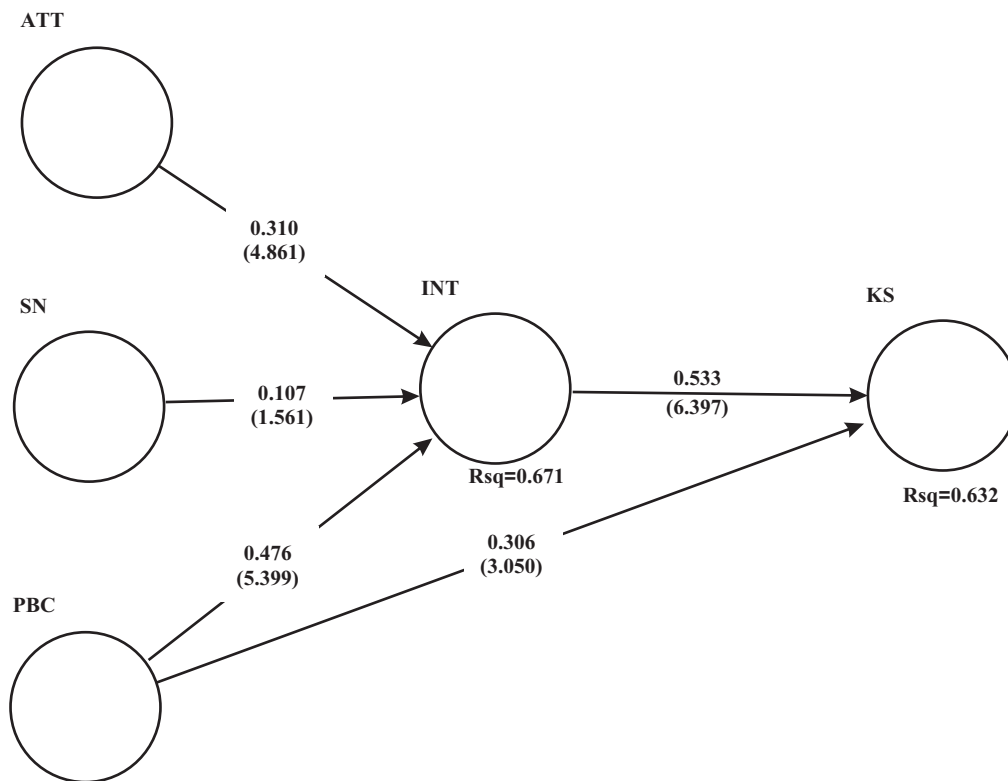 ATT
0.310
(4.861)
SN
INT
KS
0.107
(1.561)
0.533
(6.397)
Rsq=0.671
Rsq=0.632
0.476
(5.399)
0.306
(3.050)
PBC